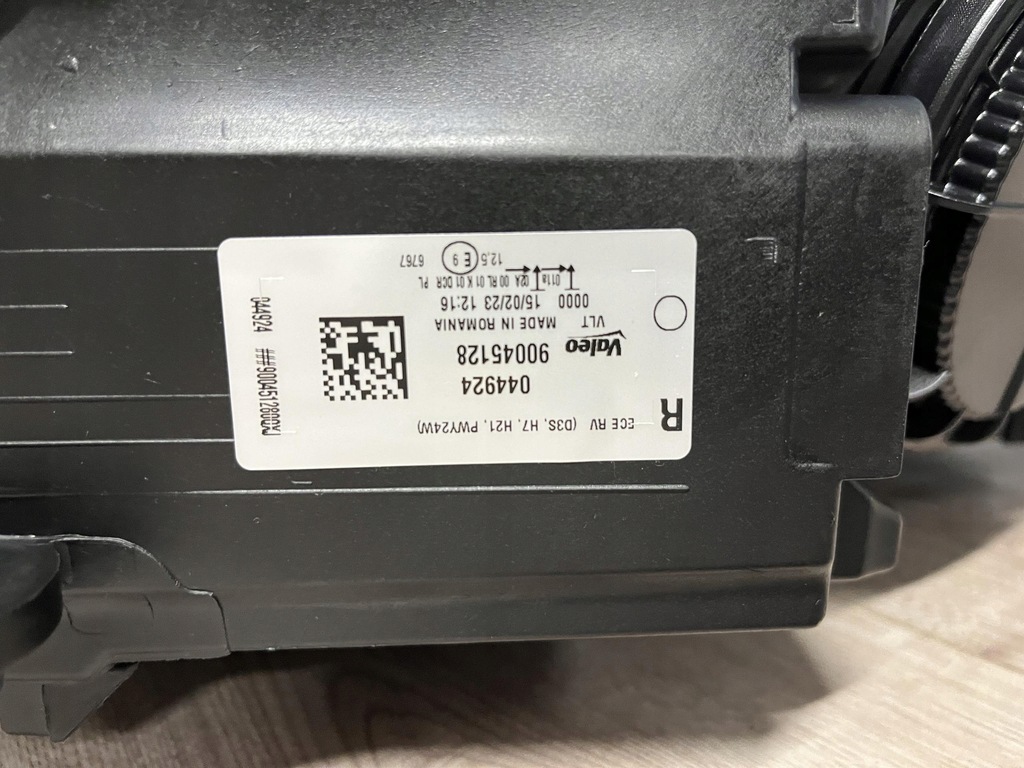 R ECE RV (D3S, H7, H21, PWY24W)
044924
Valeo 90045128
VLT MADE IN ROMANIA
0000 15/02/23 12:16
02A 00 RL 01 K 01 DCR PL
12,5 E 9 6767
044924